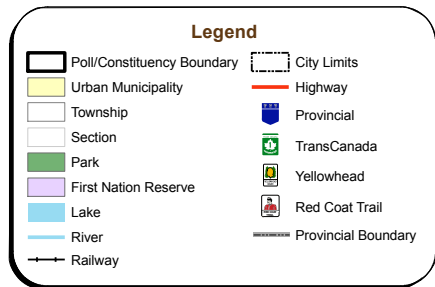 Legend
Poll/Constituency Boundary
Urban Municipality
Township
Section
Park
First Nation Reserve
Lake
River
Railway
City Limits
Highway
Provincial
TransCanada
Yellowhead
Red Coat Trail
Provincial Boundary